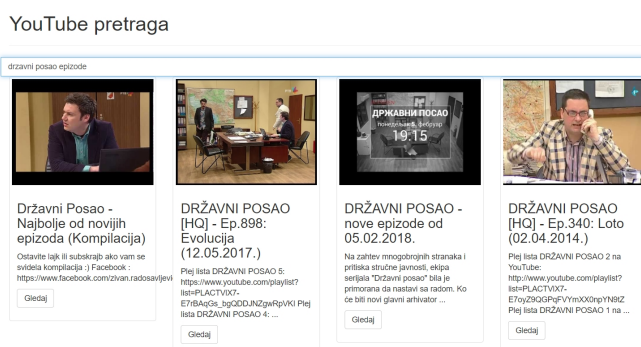 YouTube pretraga
drzavni posao epizode
Državni Posao -
Najbolje od novijih
epizoda (Kompilacija)
Ostavite lajk ili subskrajb ako vam se
svidela kompilacija :) Facebook :
https://www.facebook.com/zivan.radosavljevi
Gledaj
DRŽAVNI POSAO
[HQ] - Ep.898:
Evolucija
(12.05.2017.)
Plej lista DRŽAVNI POSAO 5:
https://www.youtube.com/playlist?
list=PLACTVlX7-
E7rBAqGs_bgQDDJNZgwRpVKI Plej
lista DRŽAVNI POSAO 4: ...
Gledaj
ДРЖАВНИ ПОСАО
понедељак 5. фебруар
19:15
DRŽAVNI POSAO -
nove epizode od
05.02.2018.
Na zahtev mnogobrojnih stranaka i
pritiska stručne javnosti, ekipa
serijala "Državni posao" bila je
primorana da nastavi sa radom. Ko
će biti novi glavni arhivator ...
Gledaj
DRŽAVNI POSAO
[HQ] - Ep.340: Loto
(02.04.2014.)
Plej lista DRŽAVNI POSAO 2 na
YouTube:
http://www.youtube.com/playlist?
list=PLACTVlX7-
E7oyZ9QGPqFVYmXX0npYN9tZ
Plej lista DRŽAVNI POSAO 1 na ...
Gledaj